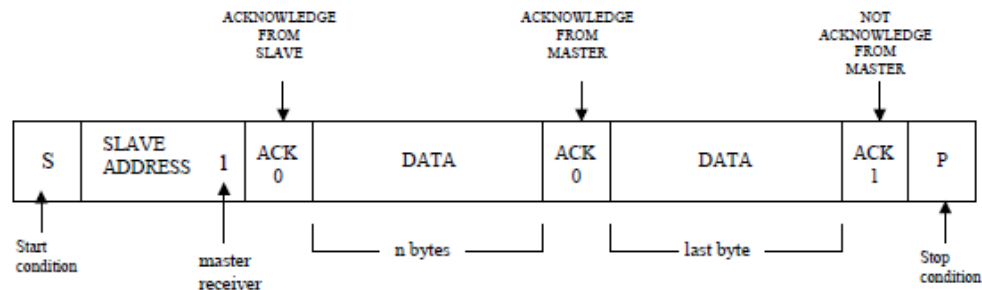 ACKNOWLEDGE
FROM
SLAVE
ACKNOWLEDGE
FROM
MASTER
NOT
ACKNOWLEDGE
FROM
MASTER
S
SLAVE
ADDRESS 1
ACK
0
DATA
ACK
0
DATA
ACK
1
P
Start
condition
master
receiver
n bytes
last byte
Stop
condition